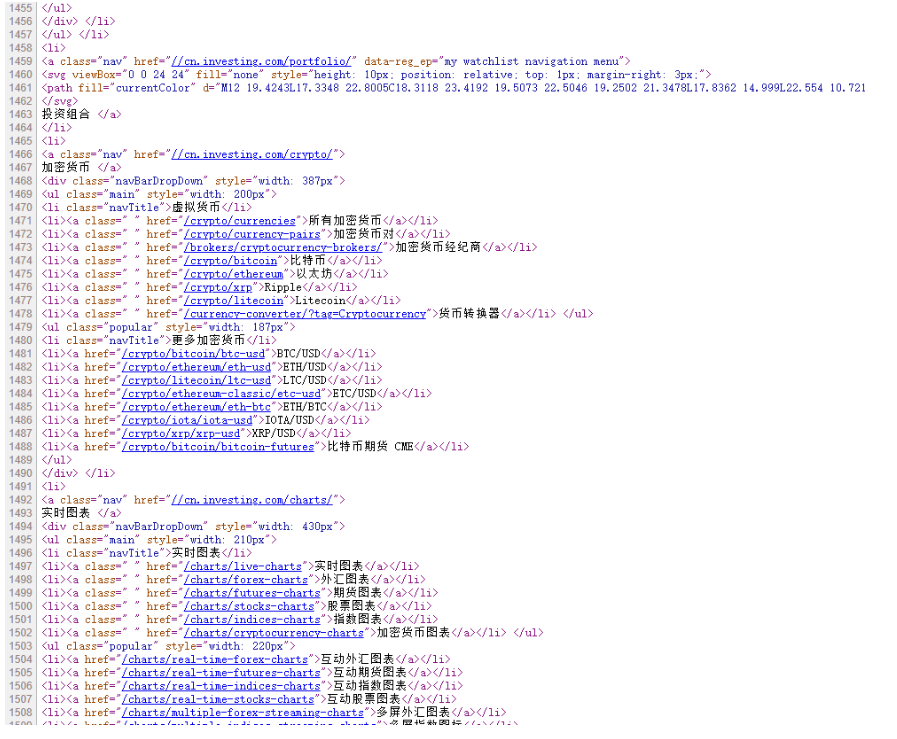 1455 </ul>
1456 </div> </li>
1457 </ul> </li>
1458 <li>
1459 <a class="nav" href="//cn.investing.com/portfolio/" data-reg_ep="my watchlist navigation menu">
1460 <svg viewBox="0 0 24 24" fill="none" style="height: 10px; position: relative; top: 1px; margin-right: 3px;">
1461 <path fill="currentColor" d="M12 19.4243L17.3348 22.8005C18.3118 23.4192 19.5073 22.5046 19.2502 21.3478L17.8362 14.999L22.554 10.721
1462 </svg>
1463 投资组合 </a>
1464 </li>
1465 <li>
1466 <a class="nav" href="//cn.investing.com/crypto/">
1467 加密货币 </a>
1468 <div class="navBarDropDown" style="width: 387px">
1469 <ul class="main" style="width: 200px">
1470 <li class="navTitle">虚拟货币</li>
1471 <li><a class=" " href="/crypto/currencies">所有加密货币</a></li>
1472 <li><a class=" " href="/crypto/currency-pairs">加密货币对</a></li>
1473 <li><a class=" " href="/brokers/cryptocurrency-brokers/">加密货币经纪商</a></li>
1474 <li><a class=" " href="/crypto/bitcoin">比特币</a></li>
1475 <li><a class=" " href="/crypto/ethereum">以太坊</a></li>
1476 <li><a class=" " href="/crypto/xrp">Ripple</a></li>
1477 <li><a class=" " href="/crypto/litecoin">Litecoin</a></li>
1478 <li><a class=" " href="/currency-converter/?tag=Cryptocurrency">货币转换器</a></li> </ul>
1479 <ul class="popular" style="width: 187px">
1480 <li class="navTitle">更多加密货币</li>
1481 <li><a href="/crypto/bitcoin/btc-usd">BTC/USD</a></li>
1482 <li><a href="/crypto/ethereum/eth-usd">ETH/USD</a></li>
1483 <li><a href="/crypto/litecoin/ltc-usd">LTC/USD</a></li>
1484 <li><a href="/crypto/ethereum-classic/etc-usd">ETC/USD</a></li>
1485 <li><a href="/crypto/ethereum/eth-btc">ETH/BTC</a></li>
1486 <li><a href="/crypto/iota/iota-usd">IOTA/USD</a></li>
1487 <li><a href="/crypto/xrp/xrp-usd">XRP/USD</a></li>
1488 <li><a href="/crypto/bitcoin/bitcoin-futures">比特币期货 CME</a></li>
1489 </ul>
1490 </div> </li>
1491 <li>
1492 <a class="nav" href="//cn.investing.com/charts/">
1493 实时图表 </a>
1494 <div class="navBarDropDown" style="width: 430px">
1495 <ul class="main" style="width: 210px">
1496 <li class="navTitle">实时图表</li>
1497 <li><a class=" " href="/charts/live-charts">实时图表</a></li>
1498 <li><a class=" " href="/charts/forex-charts">外汇图表</a></li>
1499 <li><a class=" " href="/charts/futures-charts">期货图表</a></li>
1500 <li><a class=" " href="/charts/stocks-charts">股票图表</a></li>
1501 <li><a class=" " href="/charts/indices-charts">指数图表</a></li>
1502 <li><a class=" " href="/charts/cryptocurrency-charts">加密货币图表</a></li> </ul>
1503 <ul class="popular" style="width: 220px">
1504 <li><a href="/charts/real-time-forex-charts">互动外汇图表</a></li>
1505 <li><a href="/charts/real-time-futures-charts">互动期货图表</a></li>
1506 <li><a href="/charts/real-time-indices-charts">互动指数图表</a></li>
1507 <li><a href="/charts/real-time-stocks-charts">互动股票图表</a></li>
1508 <li><a href="/charts/multiple-forex-streaming-charts">多屏外汇图表</a></li>